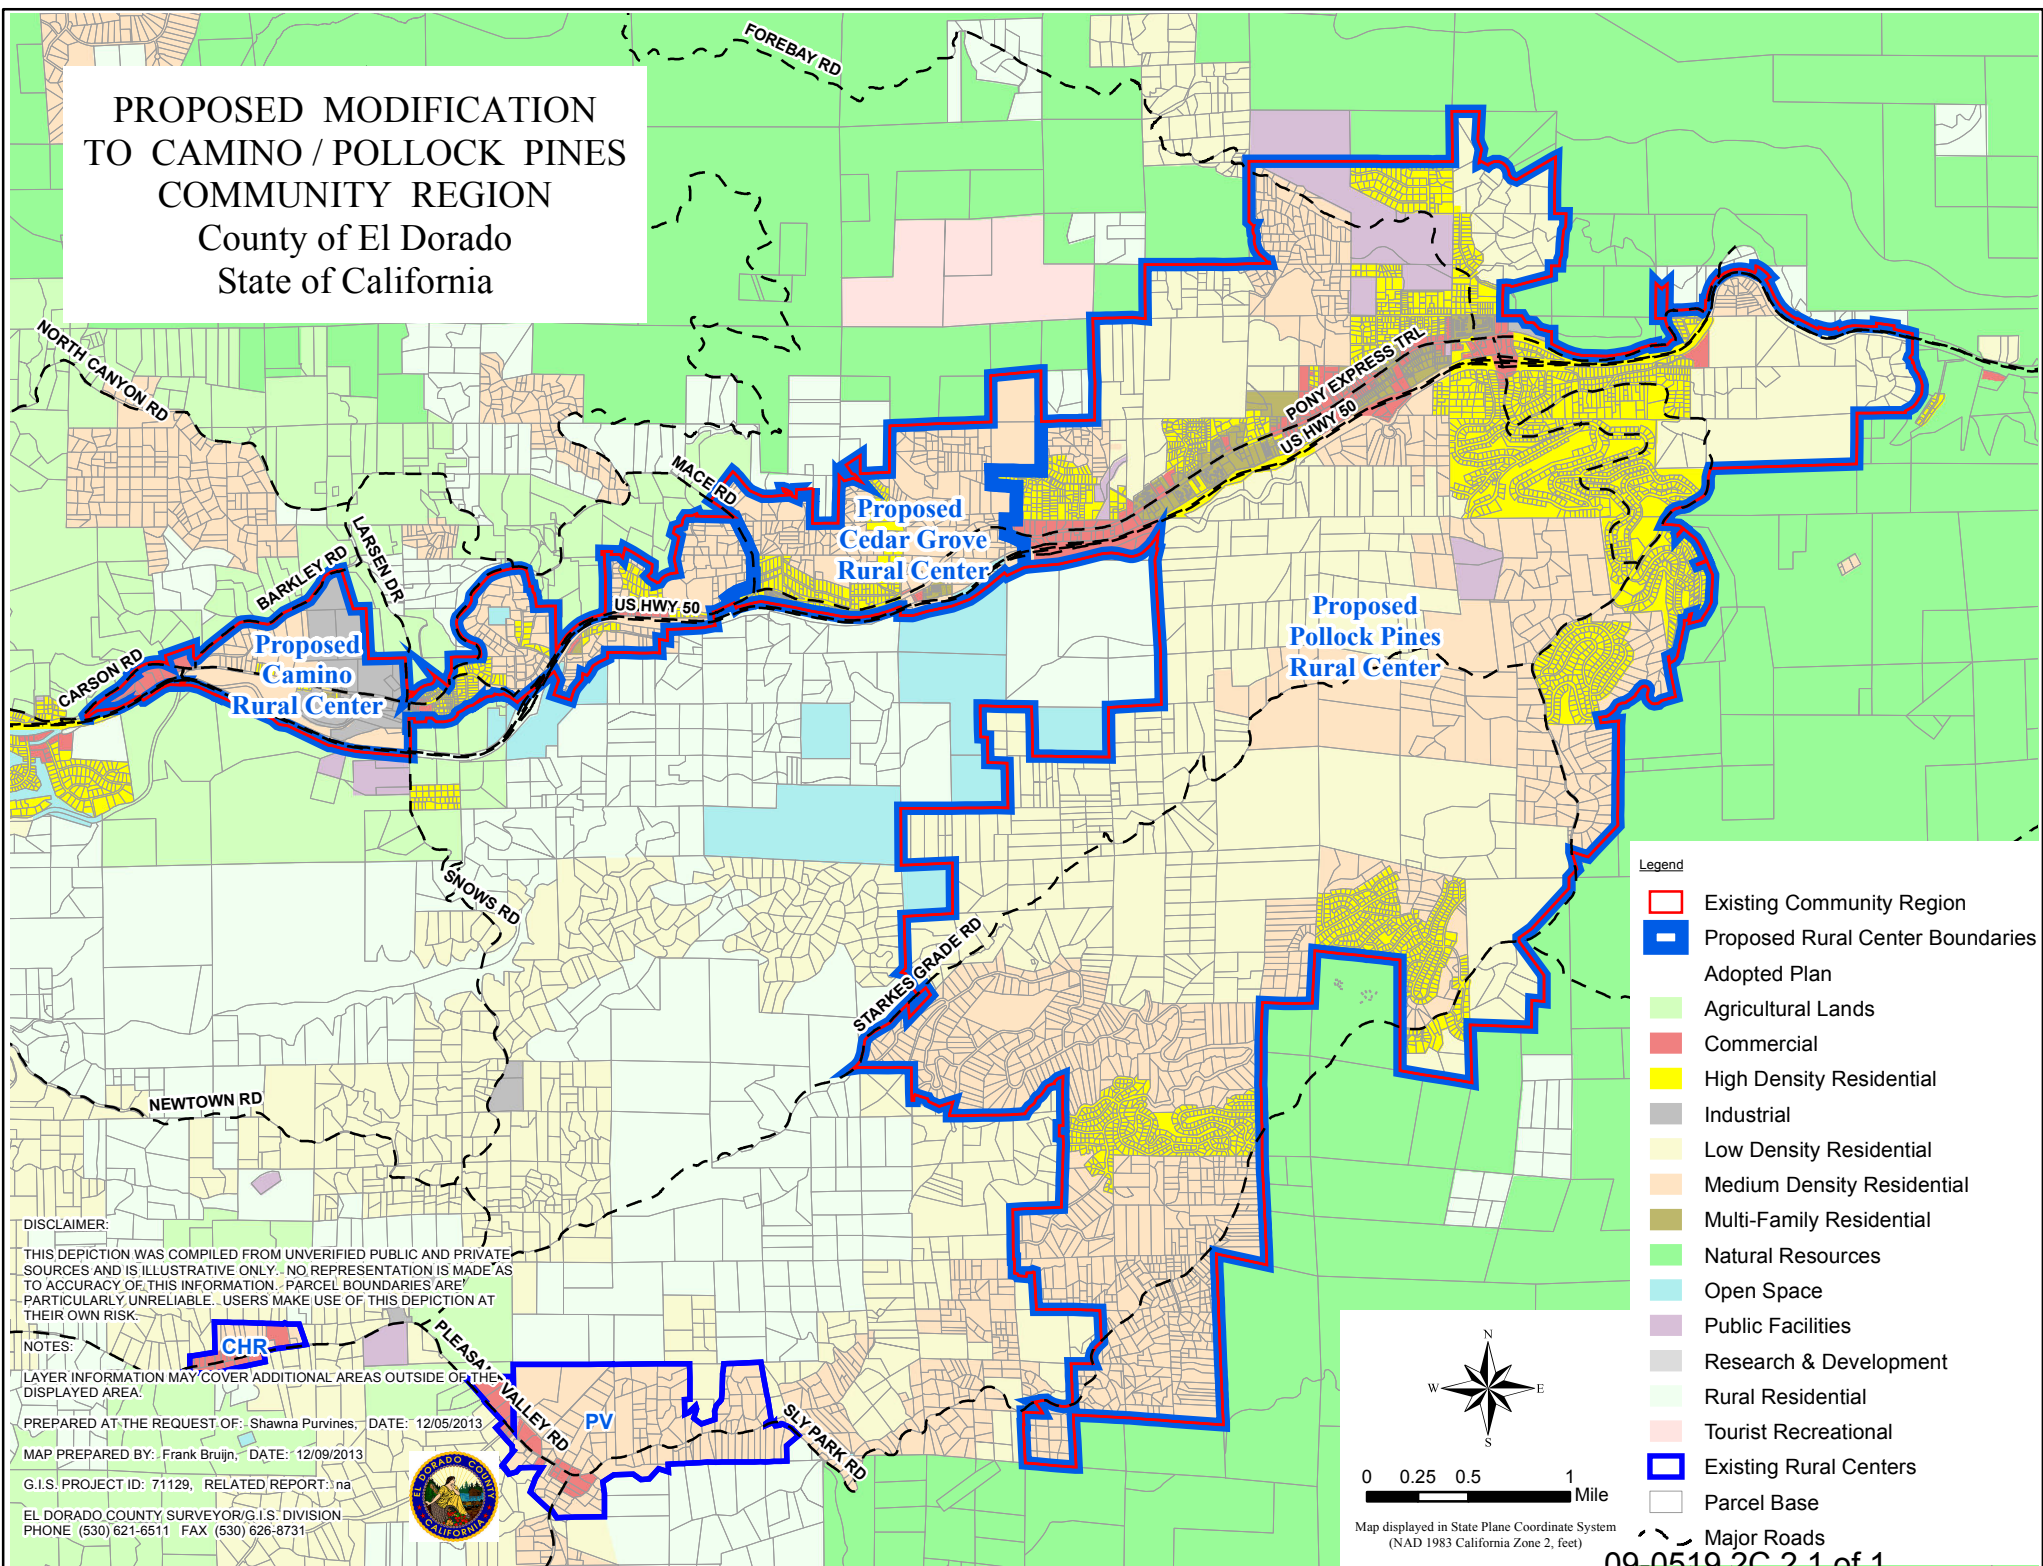 PROPOSED MODIFICATION
TO CAMINO / POLLOCK PINES
COMMUNITY REGION
County of El Dorado
State of California
FOREBAY RD
NORTH CANYON RD
MACE RD
LARSEN DR
BARKLEY RD
CARSON RD
US HWY 50
PONY EXPRESS TRL
US HWY 50
Proposed
Cedar Grove
Rural Center
Proposed
Camino
Rural Center
Proposed
Pollock Pines
Rural Center
SNOWS RD
STARKES GRADE RD
NEWTOWN RD
PLEASANT VALLEY RD
SLY PARK RD
CHR
PV
DISCLAIMER:
THIS DEPICTION WAS COMPILED FROM UNVERIFIED PUBLIC AND PRIVATE
SOURCES AND IS ILLUSTRATIVE ONLY. NO REPRESENTATION IS MADE AS
TO ACCURACY OF THIS INFORMATION. PARCEL BOUNDARIES ARE
PARTICULARLY UNRELIABLE. USERS MAKE USE OF THIS DEPICTION AT
THEIR OWN RISK.
NOTES:
LAYER INFORMATION MAY COVER ADDITIONAL AREAS OUTSIDE OF THE
DISPLAYED AREA.
PREPARED AT THE REQUEST OF: Shawna Purvines, DATE: 12/05/2013
MAP PREPARED BY: Frank Bruijn, DATE: 12/09/2013
G.I.S. PROJECT ID: 71129, RELATED REPORT: na
EL DORADO COUNTY SURVEYOR/G.I.S. DIVISION
PHONE (530) 621-6511 FAX (530) 626-8731
EL DORADO COUNTY
CALIFORNIA
N
W E
S
0 0.25 0.5 1
Mile
Map displayed in State Plane Coordinate System
(NAD 1983 California Zone 2, feet)
Legend
Existing Community Region
Proposed Rural Center Boundaries
Adopted Plan
Agricultural Lands
Commercial
High Density Residential
Industrial
Low Density Residential
Medium Density Residential
Multi-Family Residential
Natural Resources
Open Space
Public Facilities
Research & Development
Rural Residential
Tourist Recreational
Existing Rural Centers
Parcel Base
Major Roads
09-0519 2C 2 1 of 1